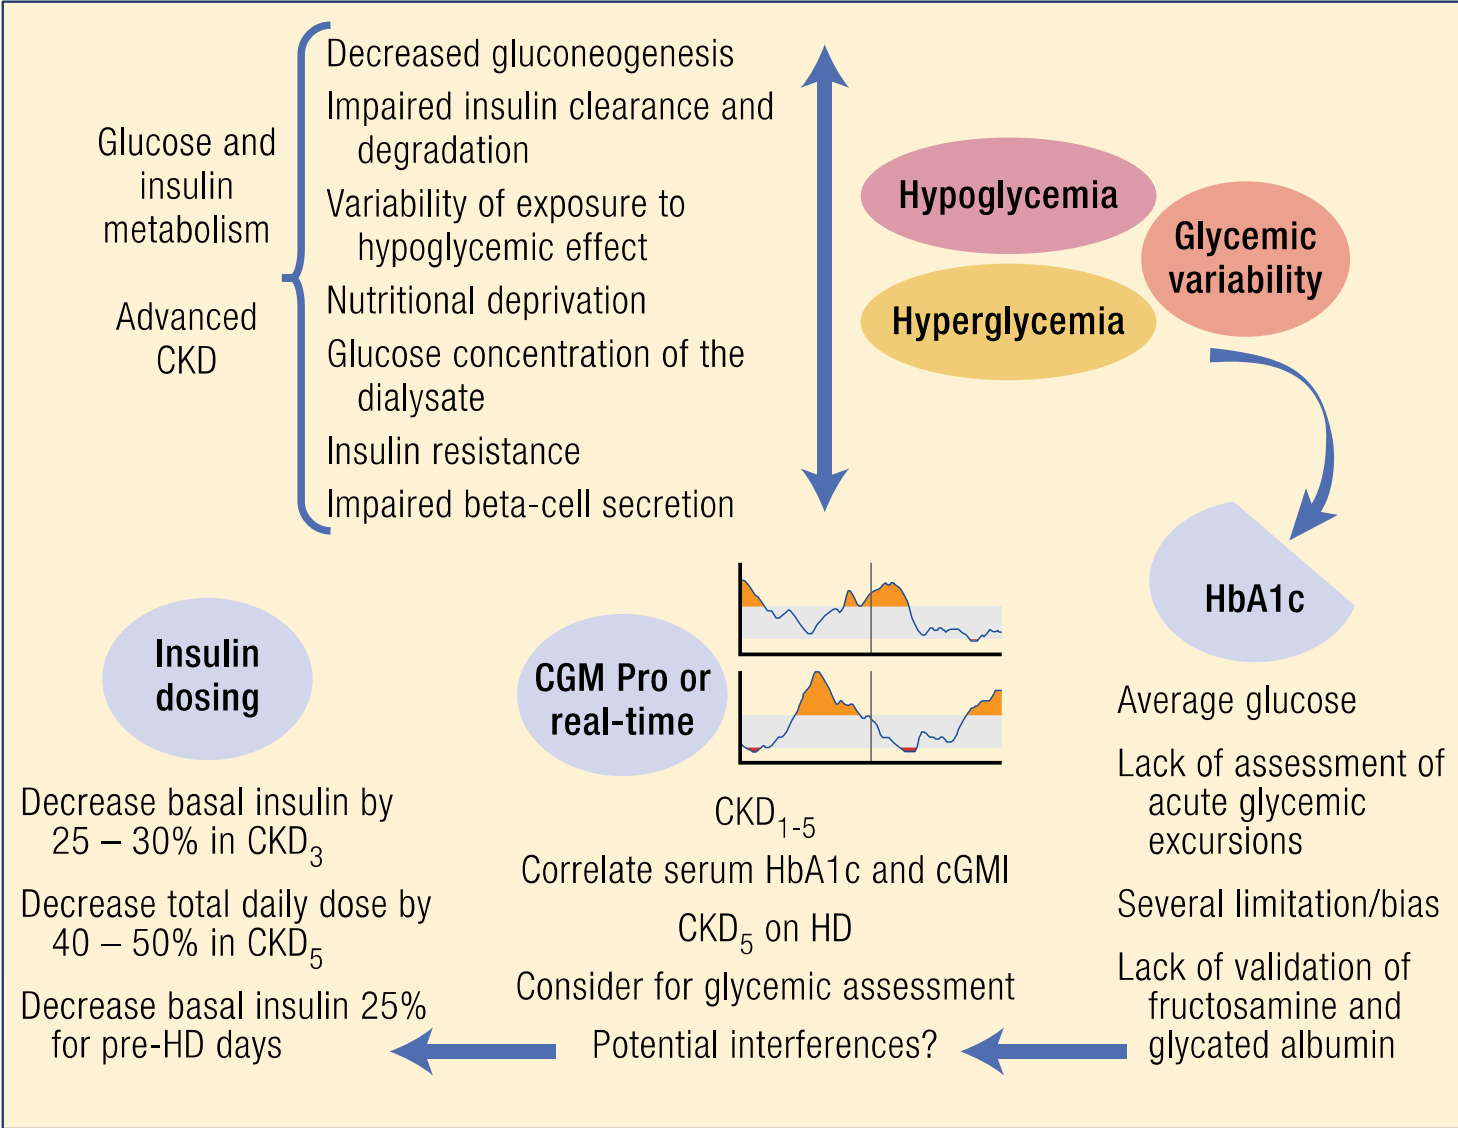 Glucose and
insulin
metabolism
Advanced
CKD
Decreased gluconeogenesis
Impaired insulin clearance and
degradation
Variability of exposure to
hypoglycemic effect
Nutritional deprivation
Glucose concentration of the
dialysate
Insulin resistance
Impaired beta-cell secretion
Hypoglycemia
Hyperglycemia
Glycemic
variability
HbA1c
Average glucose
Lack of assessment of
acute glycemic
excursions
Several limitation/bias
Lack of validation of
fructosamine and
glycated albumin
CGM Pro or
real-time
CKD1-5
Correlate serum HbA1c and cGMI
CKD5 on HD
Consider for glycemic assessment
Potential interferences?
Insulin
dosing
Decrease basal insulin by
25 – 30% in CKD3
Decrease total daily dose by
40 – 50% in CKD5
Decrease basal insulin 25%
for pre-HD days